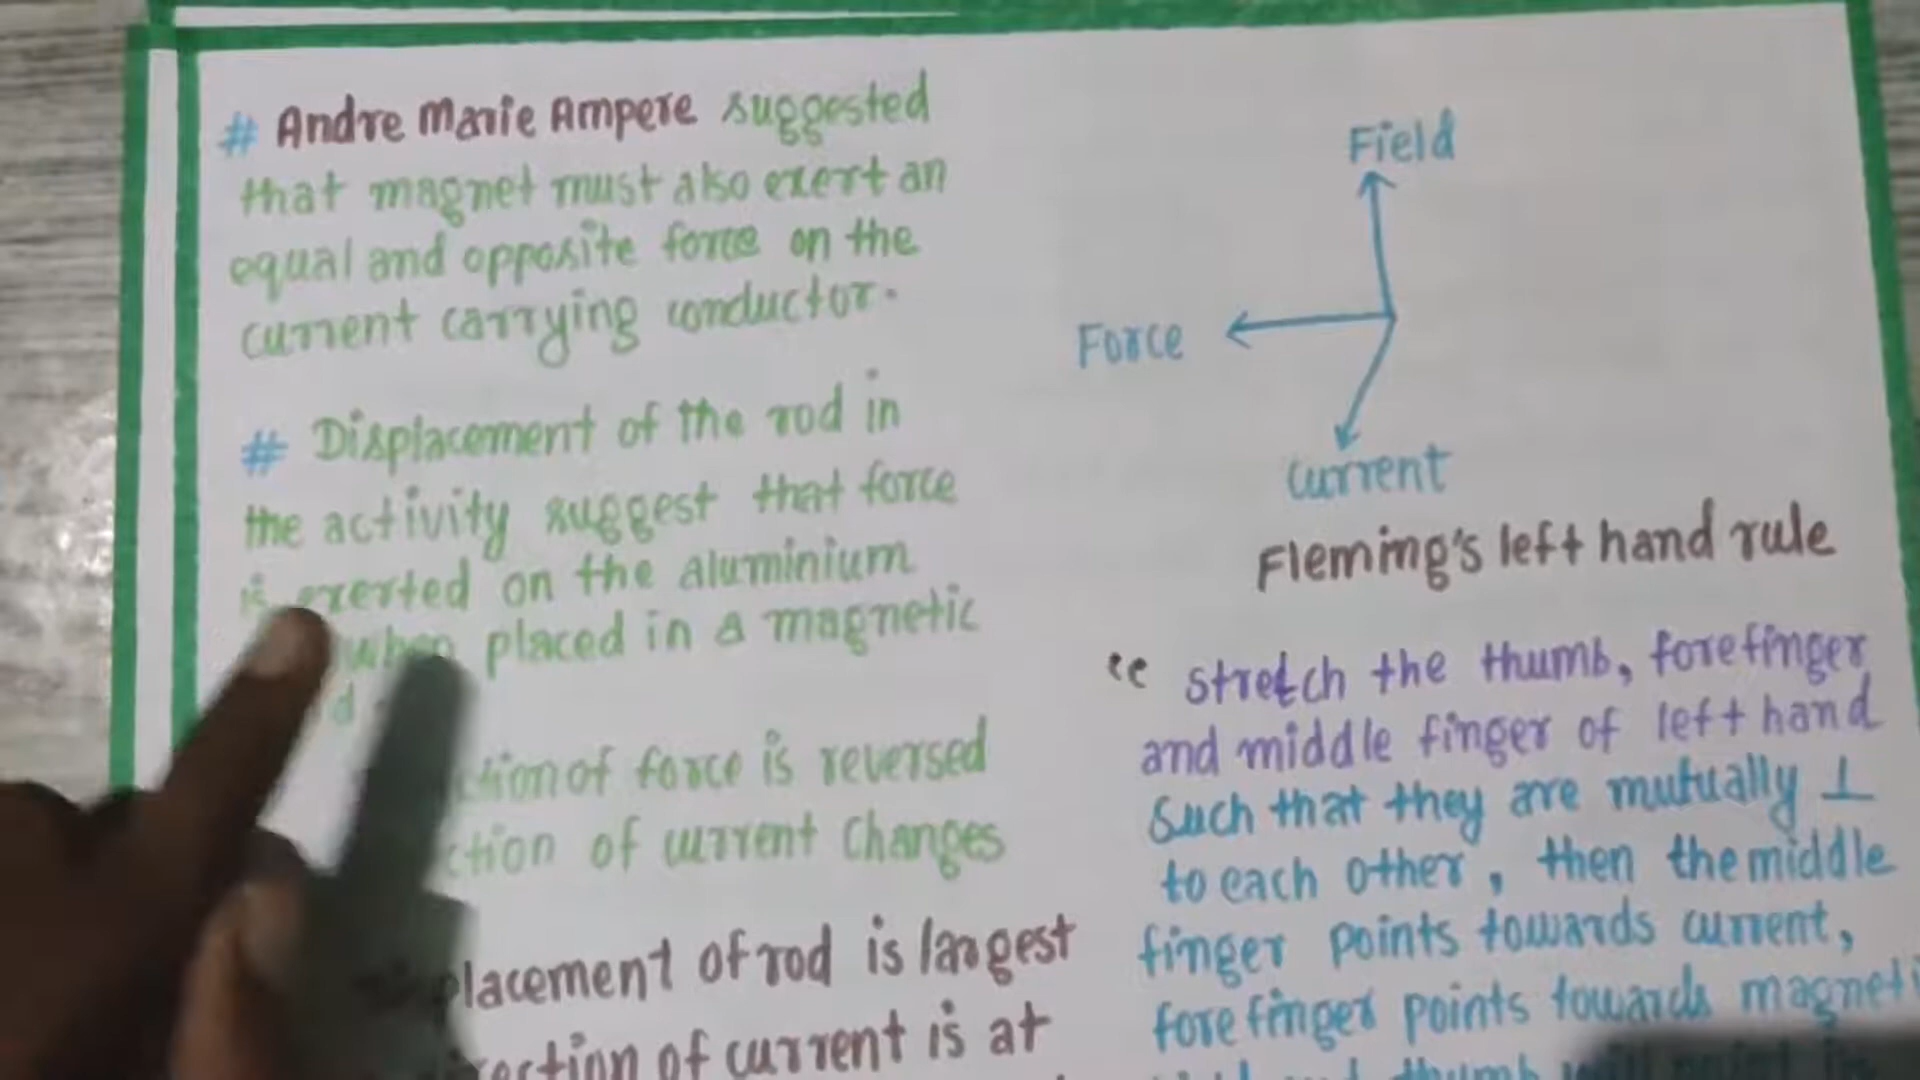 # Andre Marie Ampere suggested
that magnet must also exert an
equal and opposite force on the
current carrying conductor.
# Displacement of the rod in
the activity suggest that force
is exerted on the aluminium
when placed in a magnetic
of force is reversed
of current changes
of rod is largest
of current is at
Field
Force
Current
Fleming's left hand rule
“ stretch the thumb, forefinger
and middle finger of left hand
such that they are mutually ⊥
to each other, then the middle
finger points towards current,
forefinger points towards
thumb